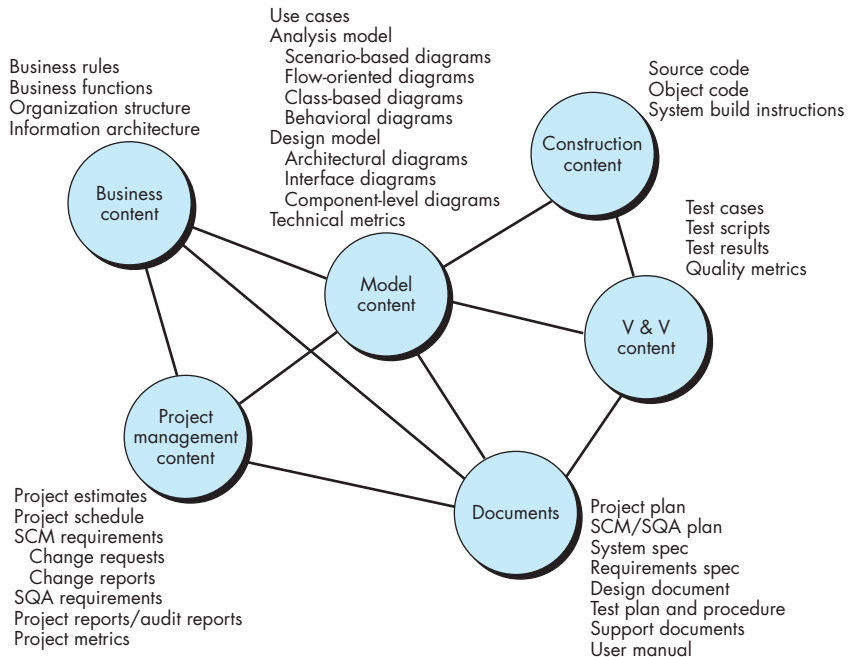 Use cases
Analysis model
Scenario-based diagrams
Flow-oriented diagrams
Class-based diagrams
Behavioral diagrams
Design model
Architectural diagrams
Interface diagrams
Component-level diagrams
Technical metrics
Business rules
Business functions
Organization structure
Information architecture
Source code
Object code
System build instructions
Construction
content
Business
content
Test cases
Test scripts
Test results
Quality metrics
Model
content
V & V
content
Project
management
content
Project estimates
Project schedule
SCM requirements
Change requests
Change reports
SQA requirements
Project reports/audit reports
Project metrics
Documents
Project plan
SCM/SQA plan
System spec
Requirements spec
Design document
Test plan and procedure
Support documents
User manual